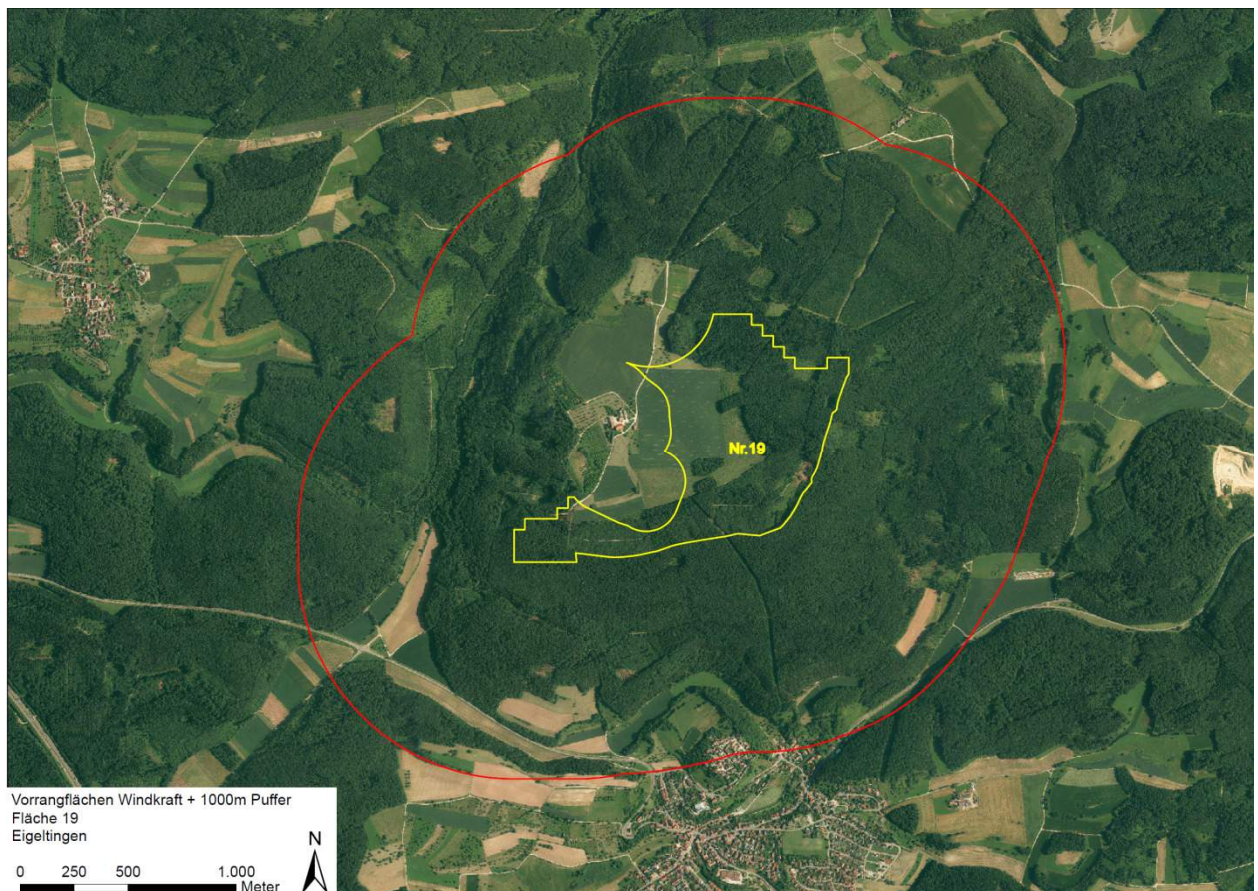 Nr.19
Vorrangflächen Windkraft + 1000m Puffer
Fläche 19
Eigeltingen
N
0 250 500 1.000
Meter